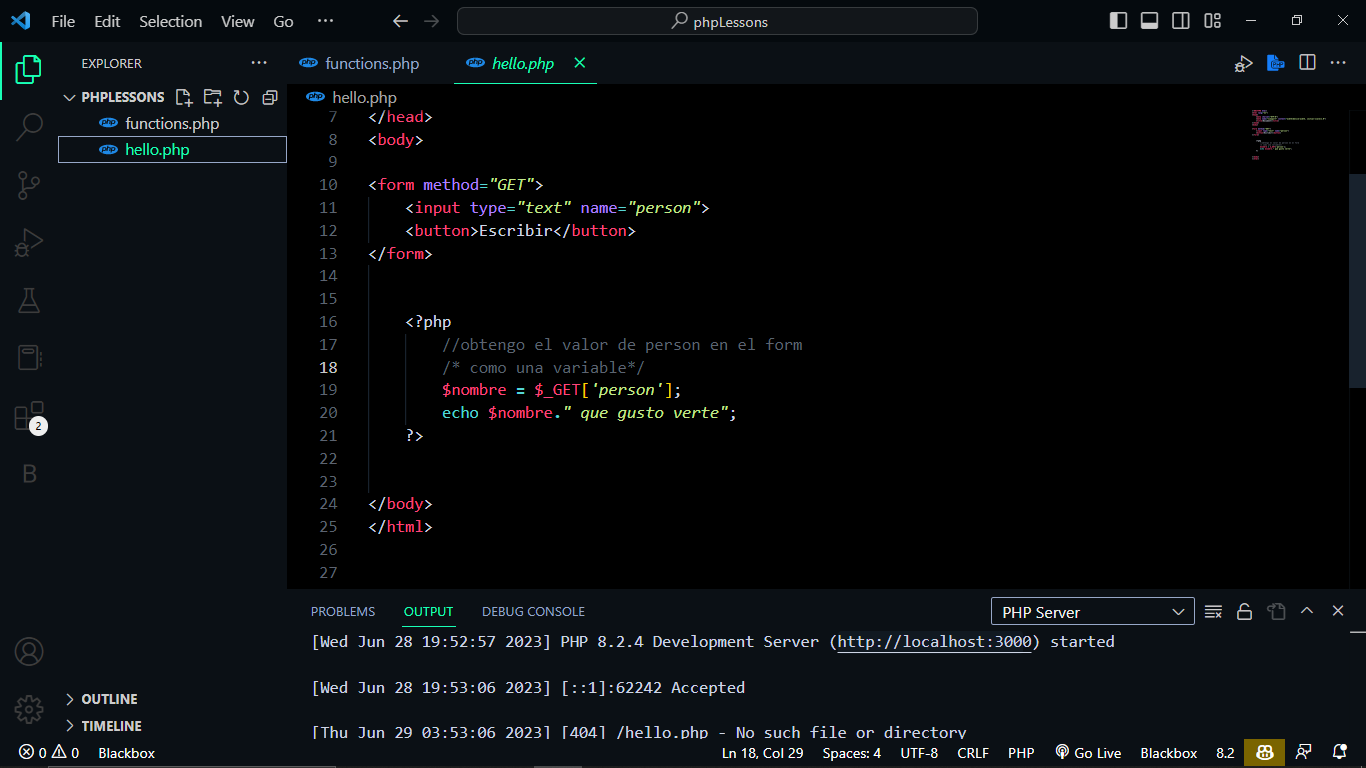 File Edit Selection View Go ··· phpLessons
EXPLORER ···
PHPLESSONS
php functions.php
php hello.php
2
B
OUTLINE
TIMELINE
php functions.php php hello.php
php hello.php
7 </head>
8 <body>
9
10 <form method="GET">
11 <input type="text" name="person">
12 <button>Escribir</button>
13 </form>
14
15
16 <?php
17 //obtengo el valor de person en el form
18 /* como una variable*/
19 $nombre = $_GET['person'];
20 echo $nombre." que gusto verte";
21 ?>
22
23
24 </body>
25 </html>
26
27
PROBLEMS OUTPUT DEBUG CONSOLE PHP Server
[Wed Jun 28 19:52:57 2023] PHP 8.2.4 Development Server (http://localhost:3000) started
[Wed Jun 28 19:53:06 2023] [::1]:62242 Accepted
[Thu Jun 29 03:53:06 2023] [404] /hello.php - No such file or directory
0 0 Blackbox Ln 18, Col 29 Spaces: 4 UTF-8 CRLF PHP Go Live Blackbox 8.2